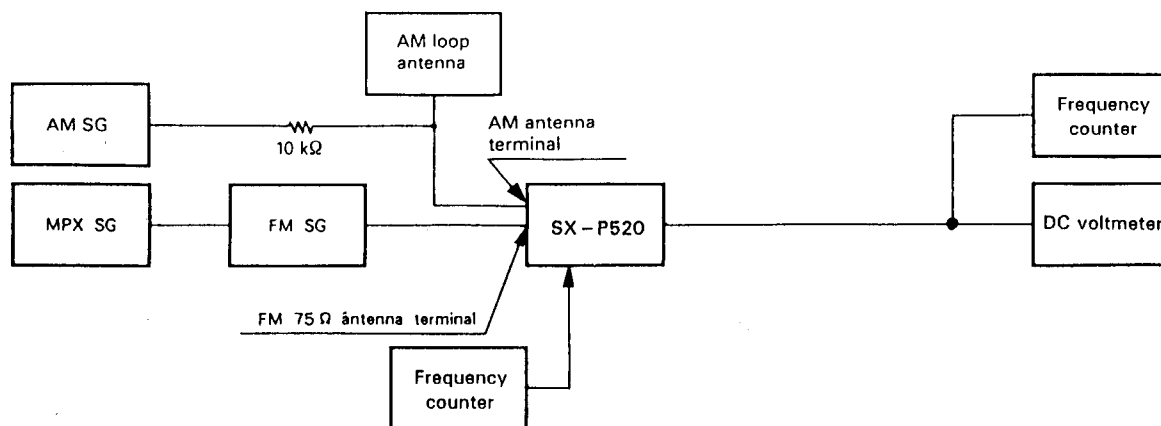 AM loop
antenna
AM SG
10 kΩ
AM antenna
terminal
Frequency
counter
MPX SG
FM SG
SX-P520
DC voltmeter
FM 75 Ω antenna terminal
Frequency
counter